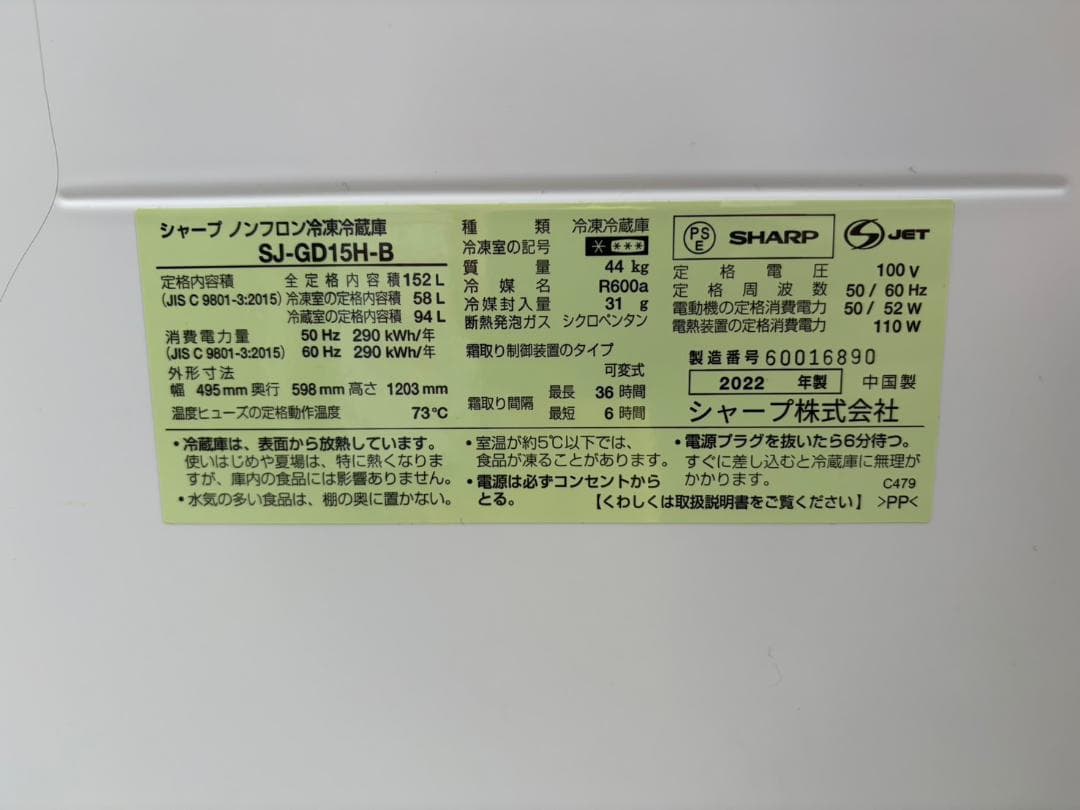 シャープ ノンフロン冷凍冷蔵庫
SJ-GD15H-B
定格内容積 全定格内容積 152 L
(JIS C 9801-3:2015) 冷凍室の定格内容積 58 L
冷蔵室の定格内容積 94 L
消費電力量 50 Hz 290 kWh/年
(JIS C 9801-3:2015) 60 Hz 290 kWh/年
外形寸法
幅 495 mm 奥行 598 mm 高さ 1203 mm
温度ヒューズの定格動作温度 73℃
種類 冷凍冷蔵庫
冷凍室の記号 * ***
質量 44 kg
冷媒名 R600a
冷媒封入量 31 g
断熱発泡ガス シクロペンタン
霜取り制御装置のタイプ
可変式
霜取り間隔 最長 36 時間
最短 6 時間
PSE SHARP S JET
定格電圧 100 V
定格周波数 50 / 60 Hz
電動機の定格消費電力 50 / 52 W
電熱装置の定格消費電力 110 W
製造番号 60016890
2022 年製 中国製
シャープ株式会社
・冷蔵庫は、表面から放熱しています。
使いはじめや夏場は、特に熱くなりま
すが、庫内の食品には影響ありません。
・水気の多い食品は、棚の奥に置かない。
・室温が約5℃以下では、
食品が凍ることがあります。
・電源は必ずコンセントから
とる。
・電源プラグを抜いたら6分待つ。
すぐに差し込むと冷蔵庫に無理が
かかります。 C479
【くわしくは取扱説明書をご覧ください】 >PP<